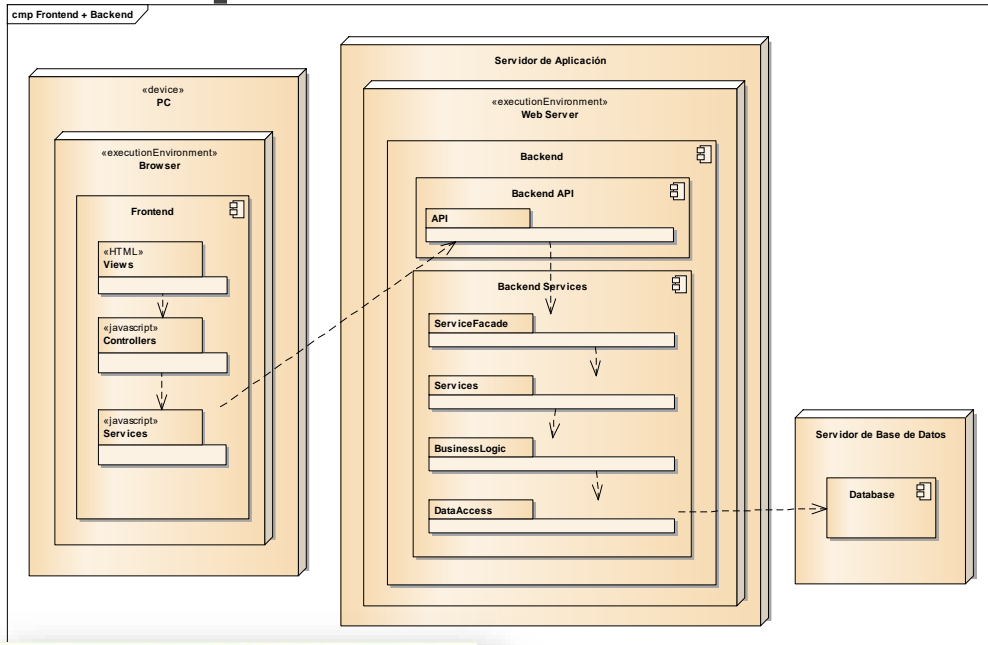 cmp Frontend + Backend
«device»
PC
«executionEnvironment»
Browser
Frontend
«HTML»
Views
«javascript»
Controllers
«javascript»
Services
Servidor de Aplicación
«executionEnvironment»
Web Server
Backend
Backend API
API
Backend Services
ServiceFacade
Services
BusinessLogic
DataAccess
Servidor de Base de Datos
Database